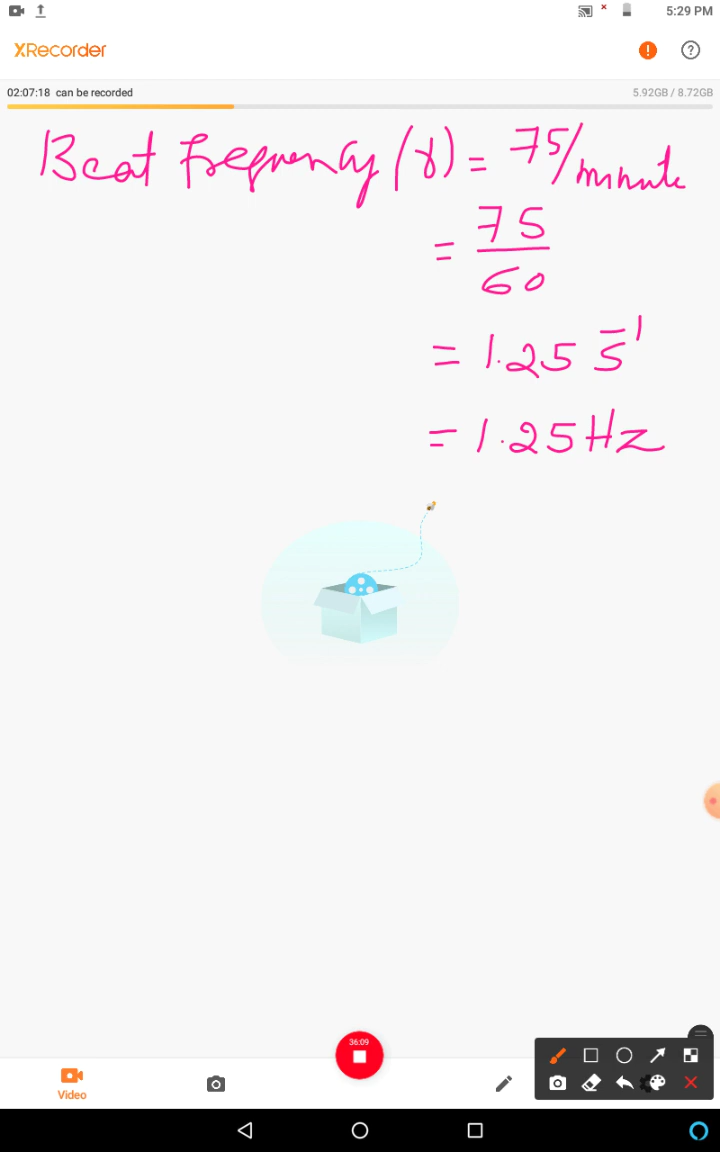 5:29 PM
XRecorder
02:07:18 can be recorded
5.92GB / 8.72GB
Beat Frequency (γ) = 75/minute
= 75/60
= 1.25 s⁻¹
= 1.25 Hz
36:09
Video